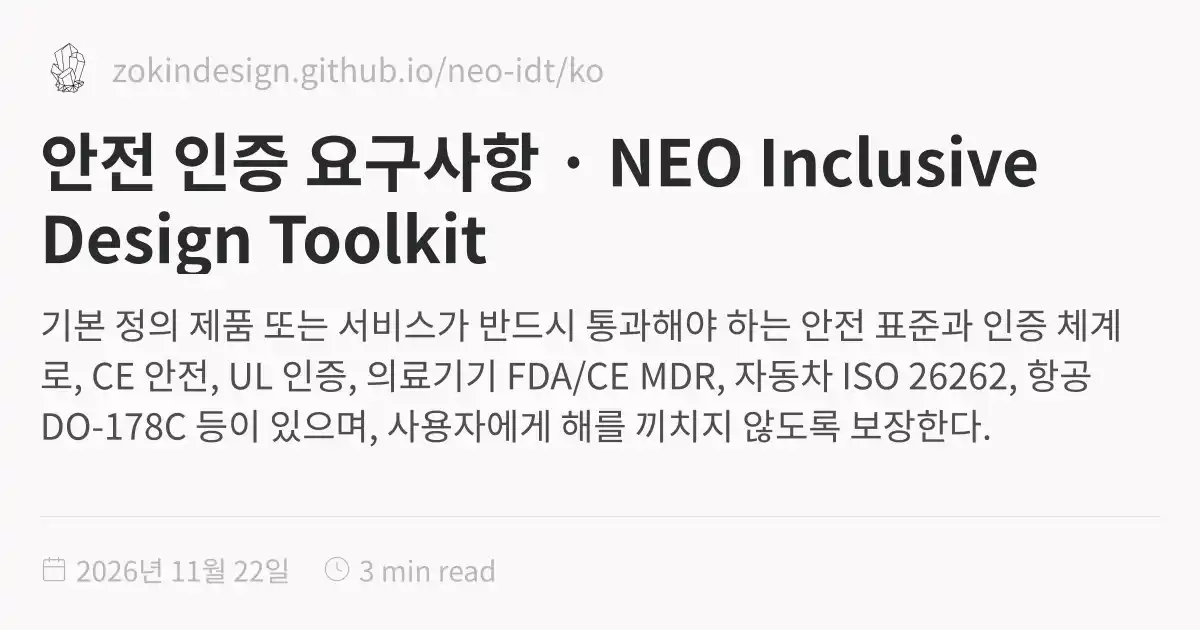 zokindesign.github.io/neo-idt/ko
안전 인증 요구사항 · NEO Inclusive
Design Toolkit
기본 정의 제품 또는 서비스가 반드시 통과해야 하는 안전 표준과 인증 체계
로, CE 안전, UL 인증, 의료기기 FDA/CE MDR, 자동차 ISO 26262, 항공
DO-178C 등이 있으며, 사용자에게 해를 끼치지 않도록 보장한다.
2026년 11월 22일 3 min read